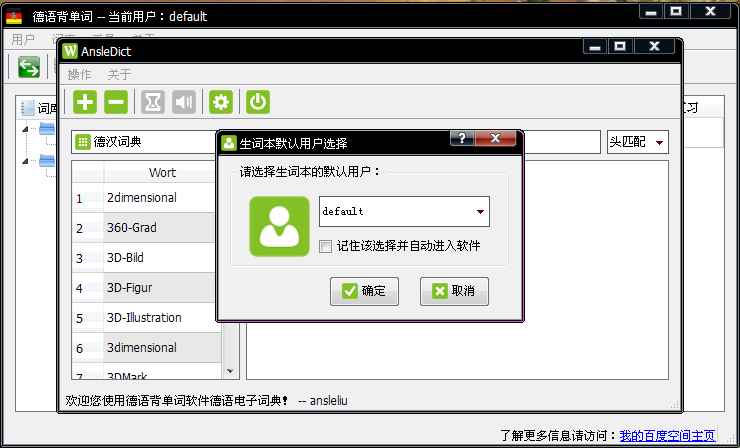 德语背单词 -- 当前用户：default
用户
关于
AnsleDict
操作 关于
词库
习
德汉词典
头匹配
生词本默认用户选择
请选择生词本的默认用户：
default
记住该选择并自动进入软件
确定 取消
Wort
1 2dimensional
2 360-Grad
3 3D-Bild
4 3D-Figur
5 3D-Illustration
6 3dimensional
7 3DMark
欢迎您使用德语背单词软件德语电子词典！ -- ansleliu
了解更多信息请访问：我的百度空间主页